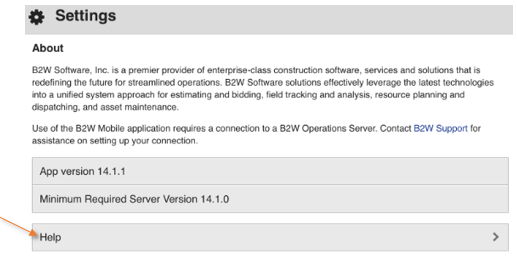 Settings
About
B2W Software, Inc. is a premier provider of enterprise-class construction software, services and solutions that is
redefining the future for streamlined operations. B2W Software solutions effectively leverage the latest technologies
into a unified system approach for estimating and bidding, field tracking and analysis, resource planning and
dispatching, and asset maintenance.
Use of the B2W Mobile application requires a connection to a B2W Operations Server. Contact B2W Support for
assistance on setting up your connection.
App version 14.1.1
Minimum Required Server Version 14.1.0
Help